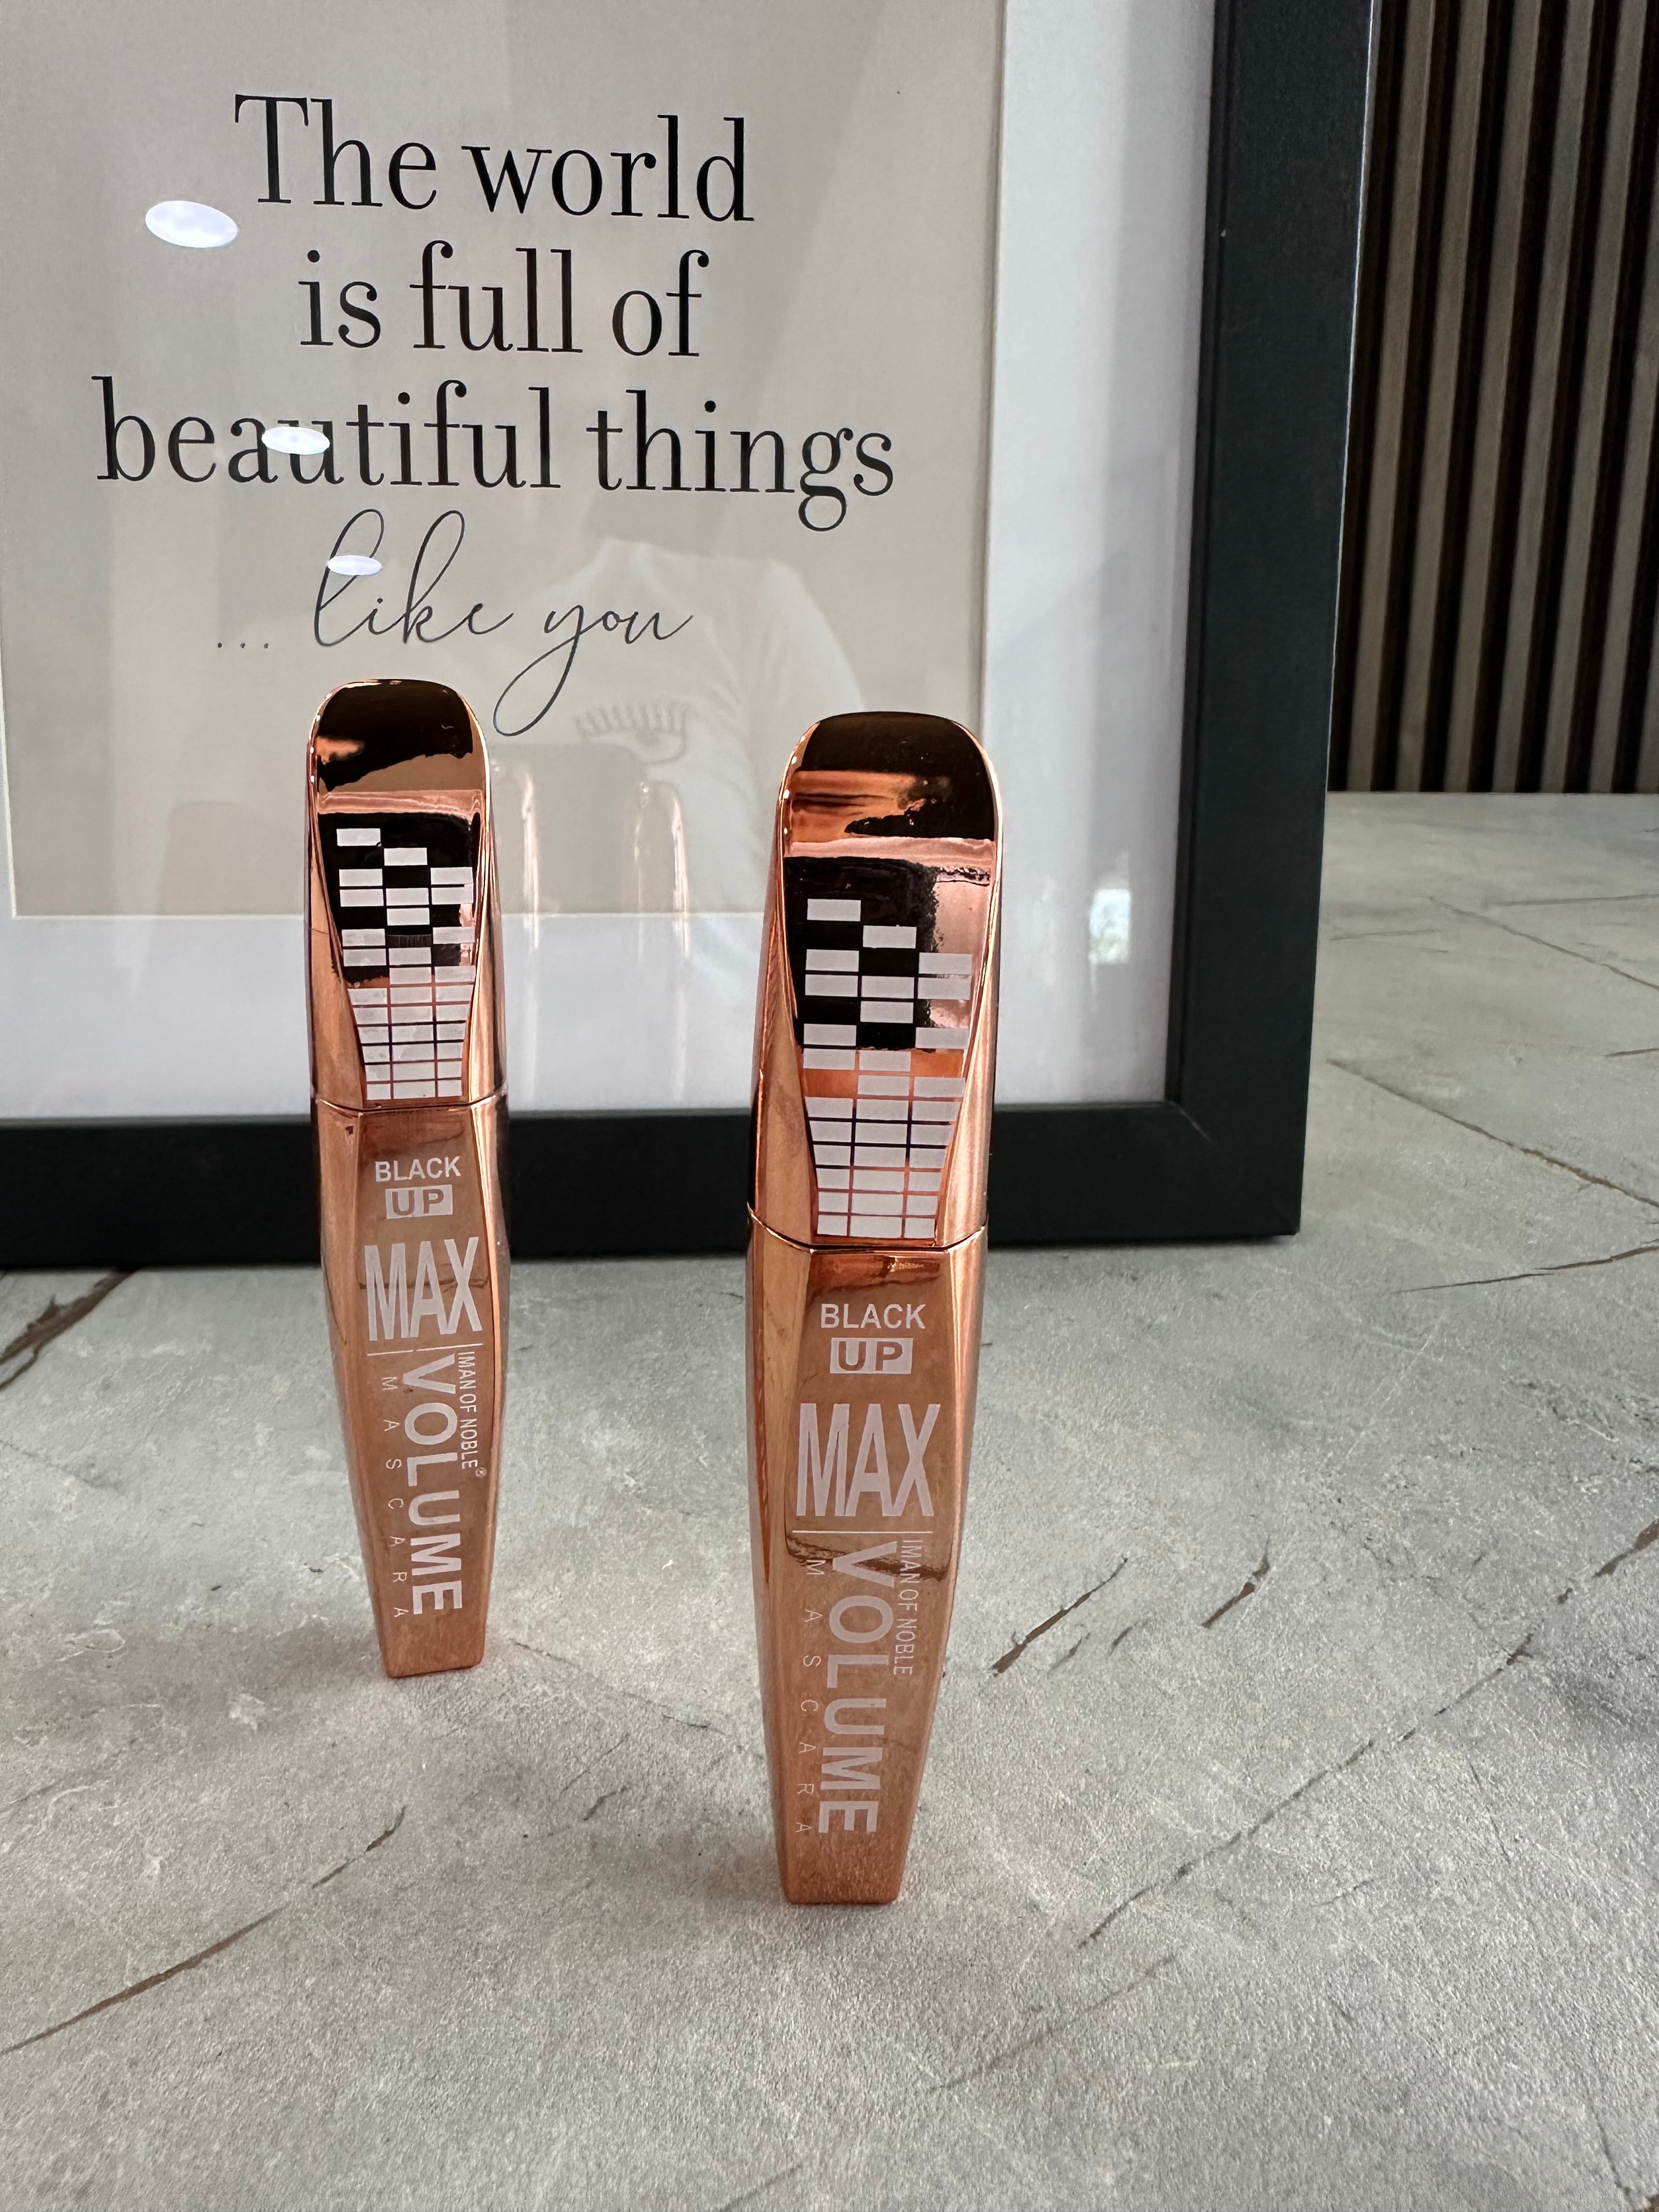 The world
is full of
beautiful things
... like you
BLACK
UP
MAX
IMAN OF NOBLE®
VOLUME
MASCARA
BLACK
UP
MAX
IMAN OF NOBLE
VOLUME
MASCARA